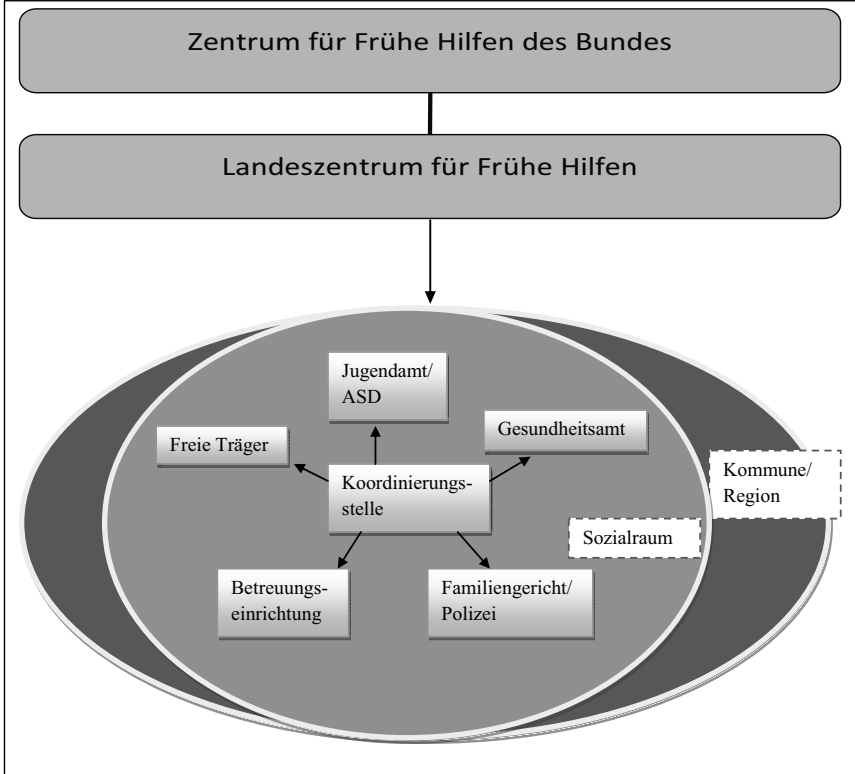 Zentrum für Frühe Hilfen des Bundes
Landeszentrum für Frühe Hilfen
Jugendamt/
ASD
Freie Träger
Gesundheitsamt
Koordinierungs-
stelle
Kommune/
Region
Sozialraum
Betreuungs-
einrichtung
Familiengericht/
Polizei